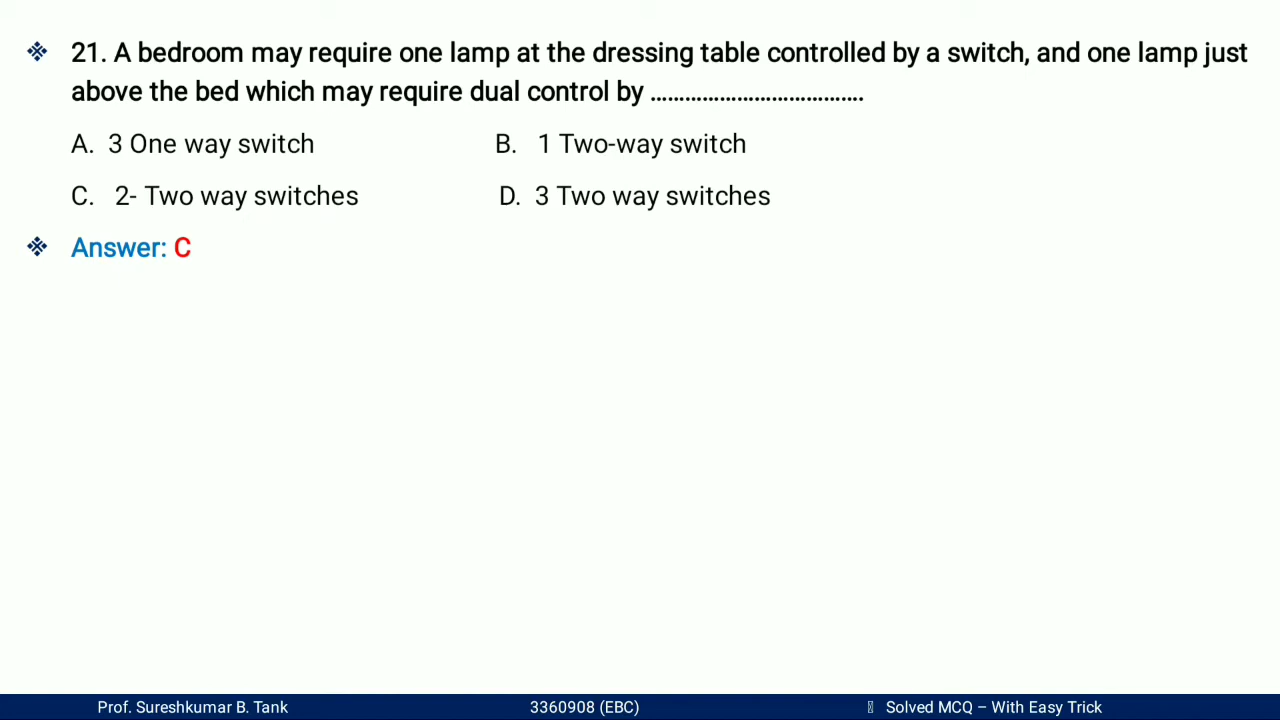 ❖ 21. A bedroom may require one lamp at the dressing table controlled by a switch, and one lamp just
above the bed which may require dual control by ......................................
A. 3 One way switch B. 1 Two-way switch
C. 2- Two way switches D. 3 Two way switches
❖ Answer: C
Prof. Sureshkumar B. Tank 3360908 (EBC) Solved MCQ – With Easy Trick